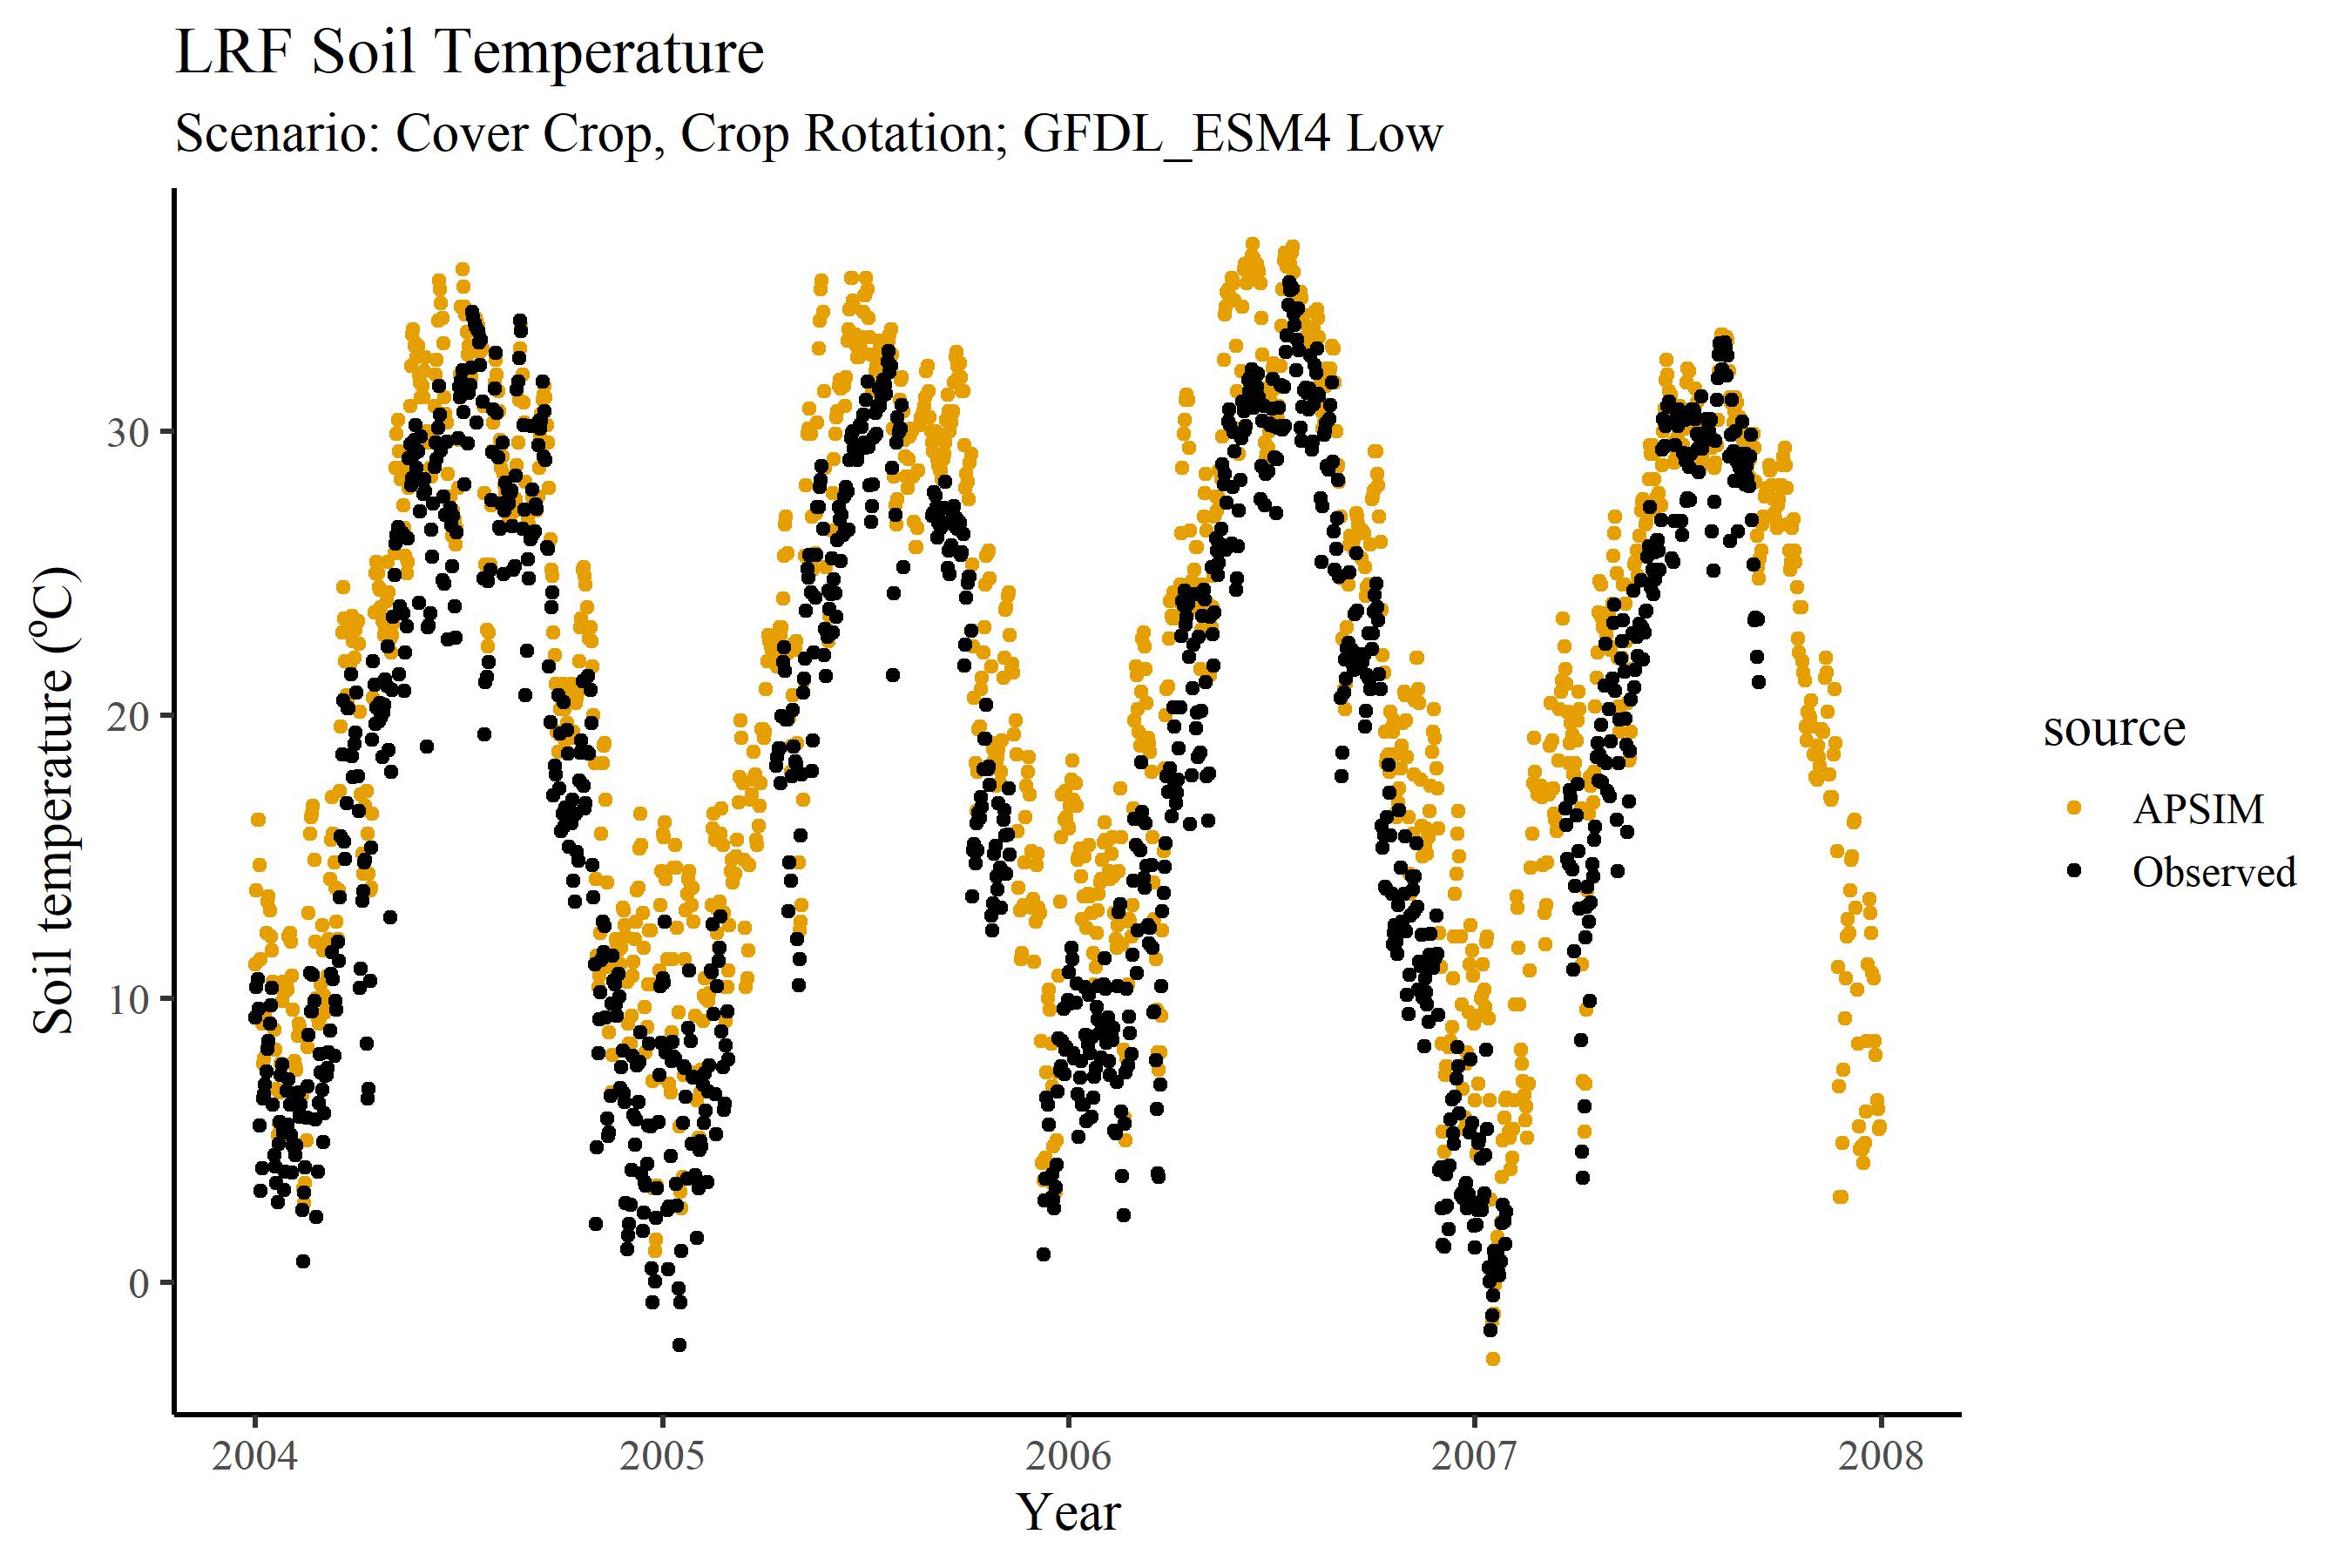 LRF Soil Temperature
Scenario: Cover Crop, Crop Rotation; GFDL_ESM4 Low
Soil temperature (ºC)
30
20
10
0
2004
2005
2006
2007
2008
Year
source
APSIM
Observed